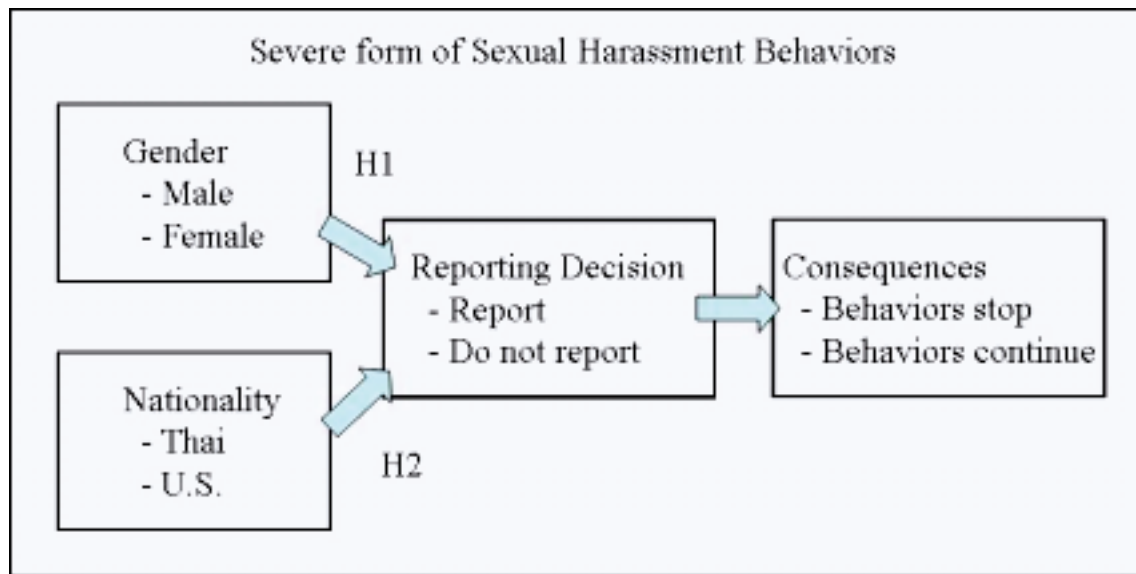 Severe form of Sexual Harassment Behaviors
Gender
- Male
- Female
H1
Reporting Decision
- Report
- Do not report
Consequences
- Behaviors stop
- Behaviors continue
Nationality
- Thai
- U.S.
H2